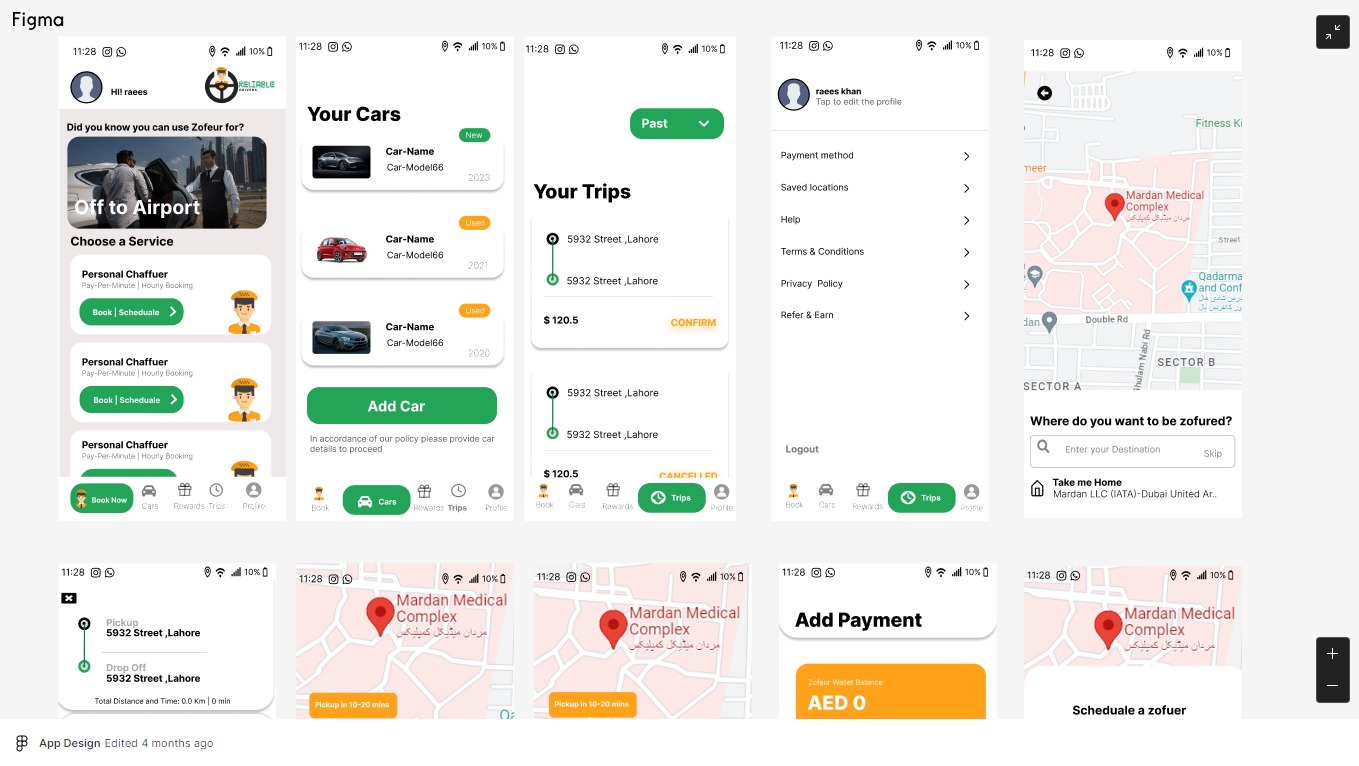 Figma
11:28
10%
HI! raees
RELIABLE
DRIVERS
Did you know you can use Zofeur for?
Off to Airport
Choose a Service
Personal Chaffuer
Pay-Per-Minute | Hourly Booking
Book | Scheduale
Personal Chaffuer
Pay-Per-Minute | Hourly Booking
Book | Scheduale
Personal Chaffuer
Pay-Per-Minute | Hourly Booking
Book Now
Cars
Rewards
Trips
Profile
11:28
10%
Your Cars
New
Car-Name
Car-Model66
2023
Used
Car-Name
Car-Model66
2021
Used
Car-Name
Car-Model66
2020
Add Car
In accordance of our policy please provide car
details to proceed
Book
Cars
Rewards
Trips
Profile
11:28
10%
Past
Your Trips
5932 Street ,Lahore
5932 Street ,Lahore
$ 120.5
CONFIRM
5932 Street ,Lahore
5932 Street ,Lahore
$ 120.5
CANCELLED
Book
Cars
Rewards
Trips
Profile
11:28
10%
raees khan
Tap to edit the profile
Payment method
Saved locations
Help
Terms & Conditions
Privacy Policy
Refer & Earn
Logout
Book
Cars
Rewards
Trips
Profile
11:28
10%
Fitness Ki
meer
Mardan Medical
Complex
مردان میڈیکل کمپلیکس
Street
Qadarma
and Conf
dan
Double Rd
Ghulam Nabi Rd
SECTOR B
SECTOR A
Where do you want to be zofured?
Enter your Destination
Skip
Take me Home
Mardan LLC (IATA)-Dubai United Ar..
11:28
10%
Pickup
5932 Street ,Lahore
Drop Off
5932 Street ,Lahore
Total Distance and Time: 0.0 Km | 0 min
11:28
10%
Mardan Medical
Complex
مردان میڈیکل کمپلیکس
Pickup in 10-20 mins
Qa
11:28
10%
Mardan Medical
Complex
مردان میڈیکل کمپلیکس
Pickup in 10-20 mins
11:28
10%
Add Payment
Zofeur Wallet Balance
AED 0
11:28
10%
Mardan Medical
Complex
مردان میڈیکل کمپلیکس
Scheduale a zofuer
App Design Edited 4 months ago